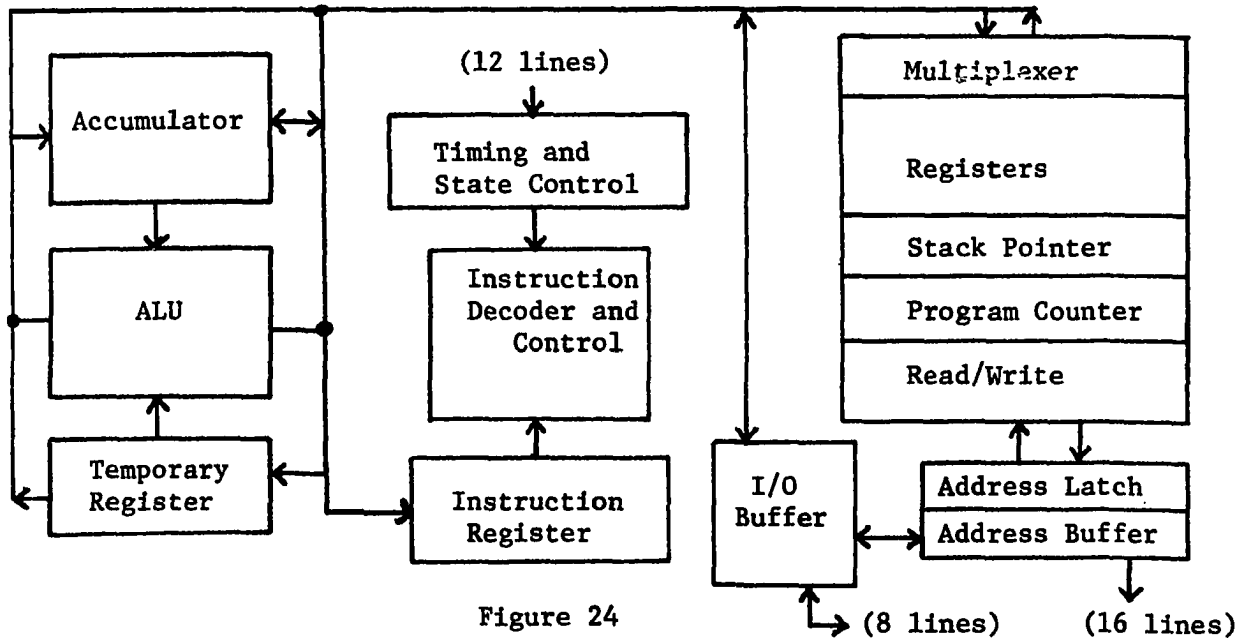 (12 lines)
Accumulator
Timing and
State Control
ALU
Instruction
Decoder and
Control
Temporary
Register
Instruction
Register
I/O
Buffer
Multiplexer
Registers
Stack Pointer
Program Counter
Read/Write
Address Latch
Address Buffer
(8 lines)
(16 lines)
Figure 24